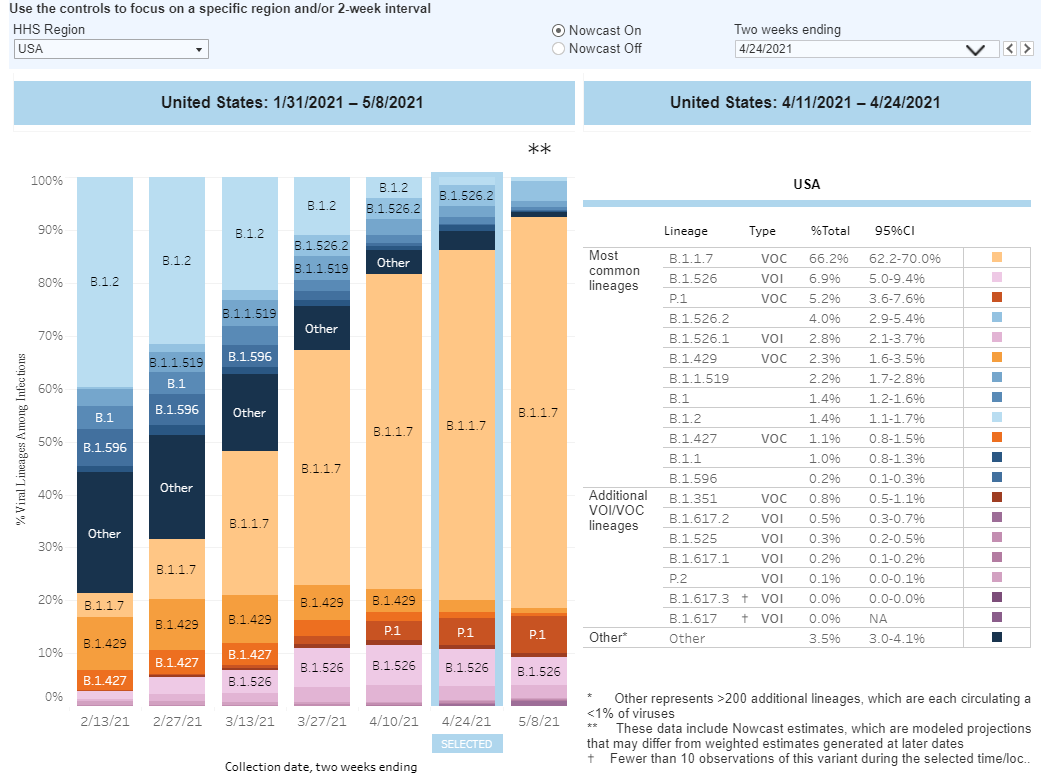 Use the controls to focus on a specific region and/or 2-week interval
HHS Region
USA
Nowcast On
Nowcast Off
Two weeks ending
4/24/2021
United States: 1/31/2021 – 5/8/2021
United States: 4/11/2021 – 4/24/2021
**
% Viral Lineages Among Infections
100%
90%
80%
70%
60%
50%
40%
30%
20%
10%
0%
B.1.2
B.1
B.1.596
Other
B.1.1.7
B.1.429
B.1.427
B.1.2
B.1.1.519
B.1
B.1.596
Other
B.1.1.7
B.1.429
B.1.427
B.1.2
B.1.1.519
B.1.596
Other
B.1.1.7
B.1.429
B.1.427
B.1.526
B.1.2
B.1.526.2
B.1.1.519
Other
B.1.1.7
B.1.429
B.1.526
B.1.2
B.1.526.2
Other
B.1.1.7
B.1.429
P.1
B.1.526
B.1.526.2
B.1.1.7
P.1
B.1.526
B.1.1.7
P.1
B.1.526
2/13/21 2/27/21 3/13/21 3/27/21 4/10/21 4/24/21 5/8/21
SELECTED
Collection date, two weeks ending
USA
Lineage Type %Total 95%CI
Most common lineages
B.1.1.7 VOC 66.2% 62.2-70.0%
B.1.526 VOI 6.9% 5.0-9.4%
P.1 VOC 5.2% 3.6-7.6%
B.1.526.2 4.0% 2.9-5.4%
B.1.526.1 VOI 2.8% 2.1-3.7%
B.1.429 VOC 2.3% 1.6-3.5%
B.1.1.519 2.2% 1.7-2.8%
B.1 1.4% 1.2-1.6%
B.1.2 1.4% 1.1-1.7%
B.1.427 VOC 1.1% 0.8-1.5%
B.1.1 1.0% 0.8-1.3%
B.1.596 0.2% 0.1-0.3%
Additional VOI/VOC lineages
B.1.351 VOC 0.8% 0.5-1.1%
B.1.617.2 VOI 0.5% 0.3-0.7%
B.1.525 VOI 0.3% 0.2-0.5%
B.1.617.1 VOI 0.2% 0.1-0.2%
P.2 VOI 0.1% 0.0-0.1%
B.1.617.3 † VOI 0.0% 0.0-0.0%
B.1.617 † VOI 0.0% NA
Other* Other 3.5% 3.0-4.1%
* Other represents >200 additional lineages, which are each circulating a
<1% of viruses
** These data include Nowcast estimates, which are modeled projections
that may differ from weighted estimates generated at later dates
† Fewer than 10 observations of this variant during the selected time/loc..